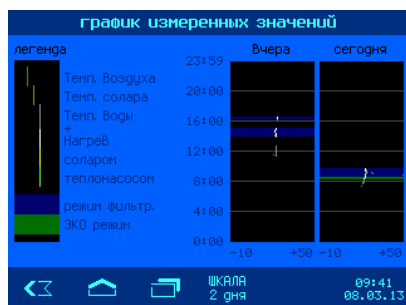 график измеренных значений
легенда
Вчера
сегодня
23:59
Темп. Воздуха
Темп. солара
20:00
Темп. Воды
+
16:00
НагреВ
соларом
12:00
теплонасосом
8:00
режим фильтр.
4:00
ЭКО режим
0:00
-10 +50 -10 +50
ШКАЛА
2 дня
09:41
08.03.13